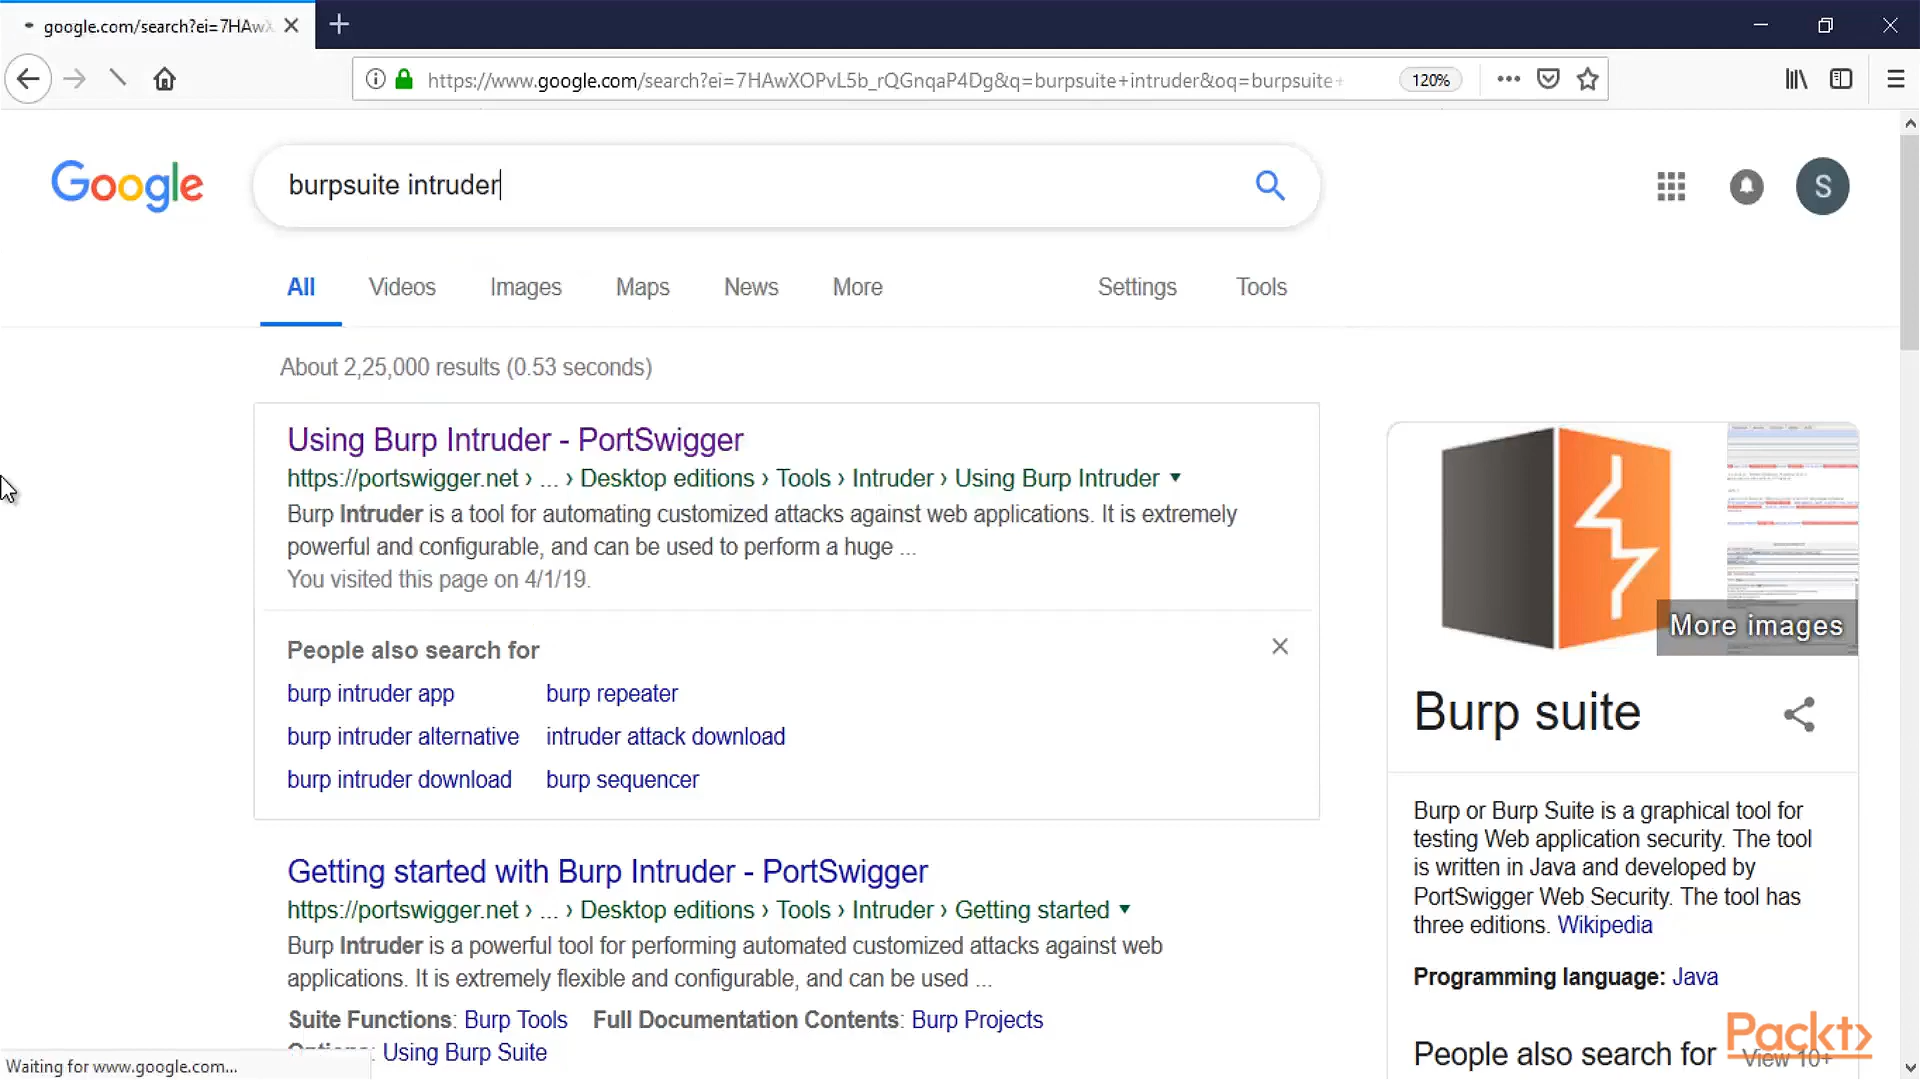 google.com/search?ei=7HAwX
https://www.google.com/search?ei=7HAwXOPvL5b_rQGnqaP4Dg&q=burpsuite+intruder&oq=burpsuite+
120%
Google
burpsuite intruder
S
All
Videos
Images
Maps
News
More
Settings
Tools
About 2,25,000 results (0.53 seconds)
Using Burp Intruder - PortSwigger
https://portswigger.net › ... › Desktop editions › Tools › Intruder › Using Burp Intruder
Burp Intruder is a tool for automating customized attacks against web applications. It is extremely
powerful and configurable, and can be used to perform a huge ...
You visited this page on 4/1/19.
People also search for
burp intruder app
burp repeater
burp intruder alternative
intruder attack download
burp intruder download
burp sequencer
Getting started with Burp Intruder - PortSwigger
https://portswigger.net › ... › Desktop editions › Tools › Intruder › Getting started
Burp Intruder is a powerful tool for performing automated customized attacks against web
applications. It is extremely flexible and configurable, and can be used ...
Suite Functions: Burp Tools Full Documentation Contents: Burp Projects
Options: Using Burp Suite
Waiting for www.google.com...
More images
Burp suite
Burp or Burp Suite is a graphical tool for
testing Web application security. The tool
is written in Java and developed by
PortSwigger Web Security. The tool has
three editions. Wikipedia
Programming language: Java
People also search for
View 10+
Packt>